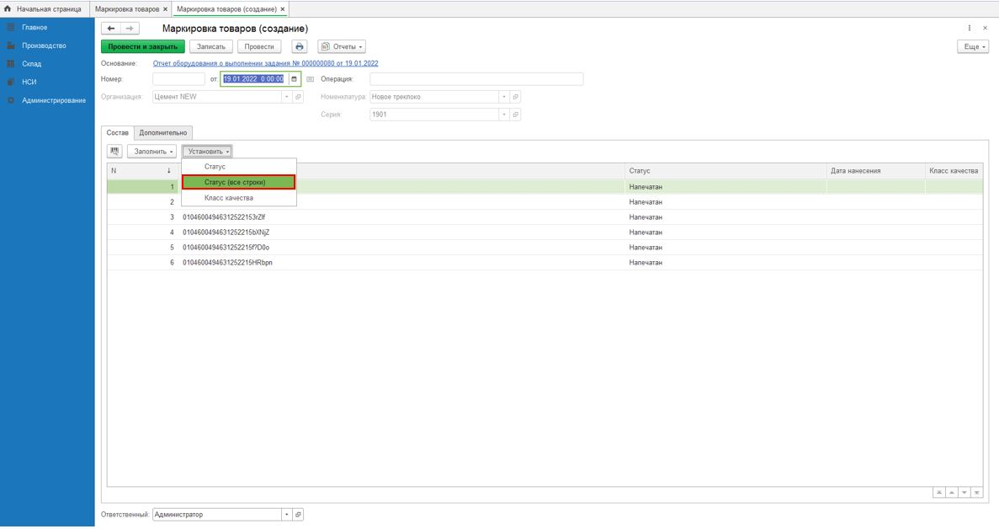 Начальная страница
Маркировка товаров ×
Маркировка товаров (создание) ×
Главное
Производство
Склад
НСИ
Администрирование
Маркировка товаров (создание)
Провести и закрыть
Записать
Провести
Отчеты
Еще
Основание: Отчет оборудования о выполнении задания № 000000080 от 19.01.2022
Номер: от 19.01.2022 0:00:00 Операция:
Организация: Цемент NEW Номенклатура: Новое треклоко
Серия: 1901
Состав Дополнительно
Заполнить Установить
Статус
Статус (все строки)
Класс качества
N ↓ Статус Дата нанесения Класс качества
1 Напечатан
2 Напечатан
3 01046004946312522153rZIf Напечатан
4 0104600494631252215bXNjZ Напечатан
5 0104600494631252215f?D0o Напечатан
6 0104600494631252215HRbpn Напечатан
Ответственный: Администратор